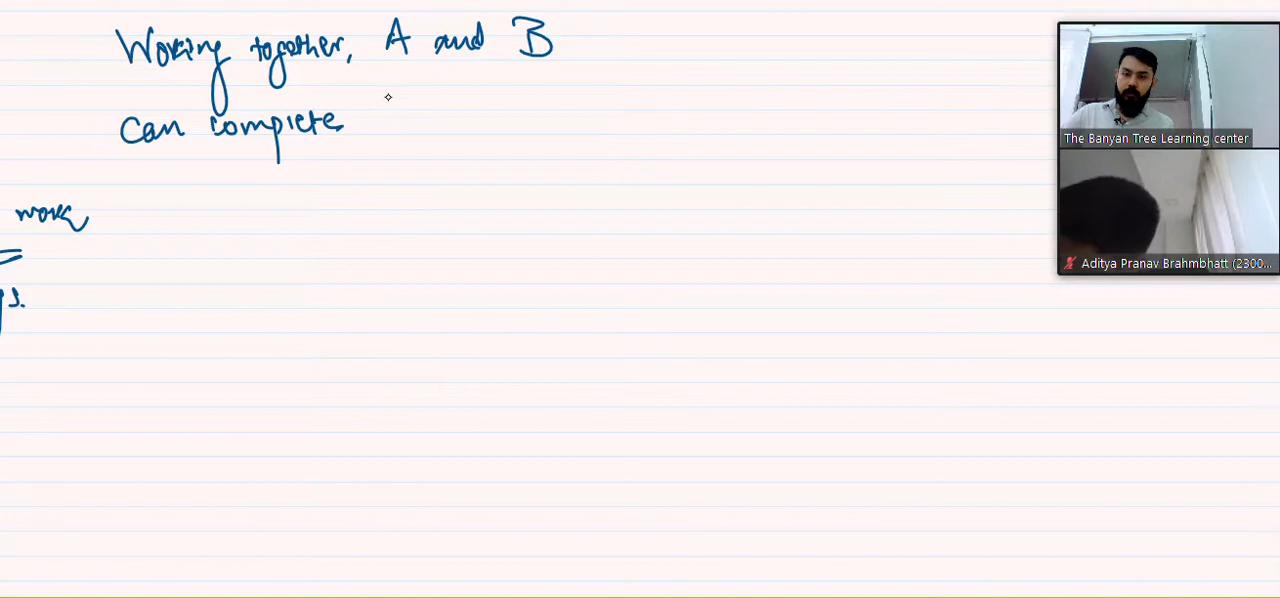 Working together, A and B
can complete
work
s.
The Banyan Tree Learning center
Aditya Pranav Brahmbhatt (2300...